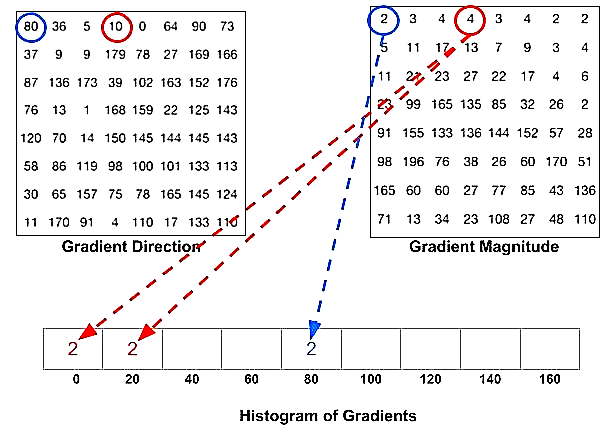 80 36 5 10 0 64 90 73
37 9 9 179 78 27 169 166
87 136 173 39 102 163 152 176
76 13 1 168 159 22 125 143
120 70 14 150 145 144 145 143
58 86 119 98 100 101 133 113
30 65 157 75 78 165 145 124
11 170 91 4 110 17 133 110
Gradient Direction
2 3 4 4 3 4 2 2
5 11 17 13 7 9 3 4
11 21 23 27 22 17 4 6
23 99 165 135 85 32 26 2
91 155 133 136 144 152 57 28
98 196 76 38 26 60 170 51
165 60 60 27 77 85 43 136
71 13 34 23 108 27 48 110
Gradient Magnitude
2 2 2
0 20 40 60 80 100 120 140 160
Histogram of Gradients